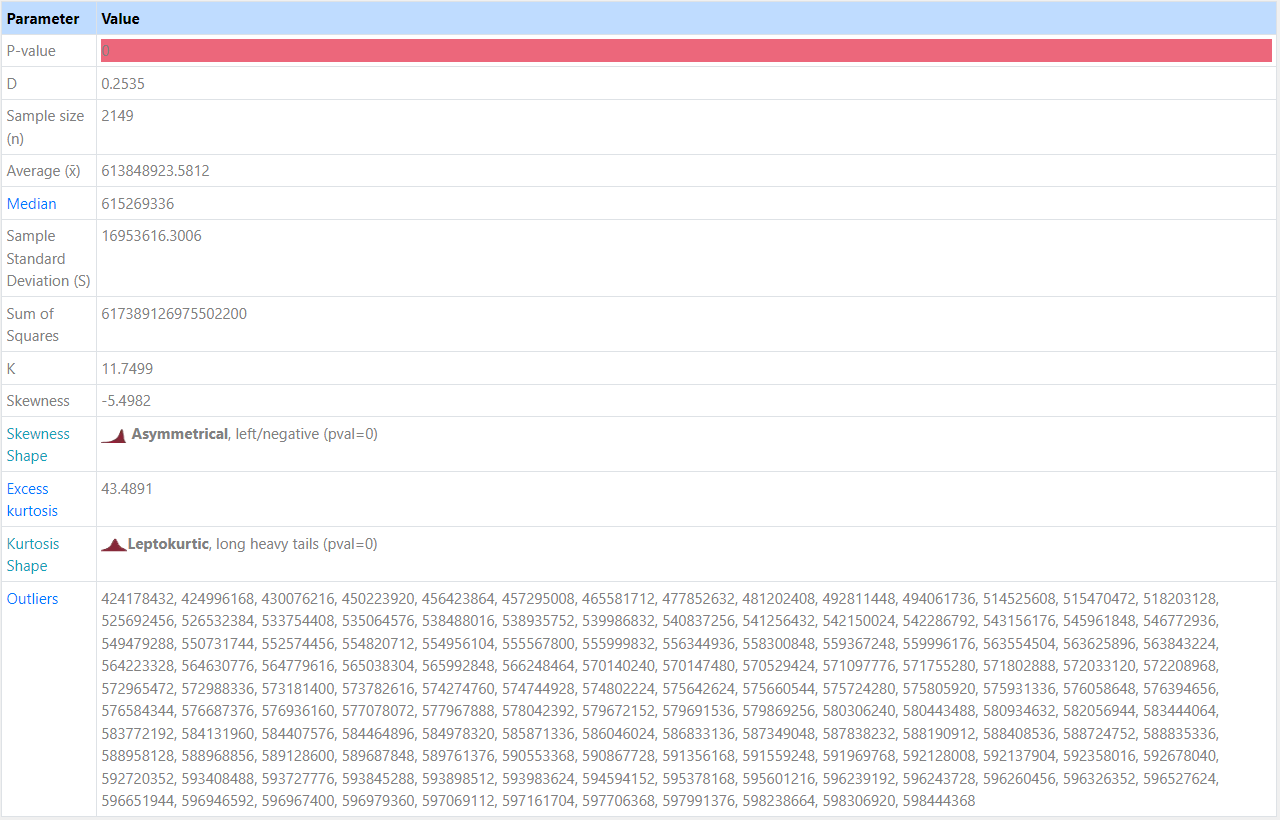 Parameter Value
P-value 0
D 0.2535
Sample size 2149
(n)
Average (x̄) 613848923.5812
Median 615269336
Sample 16953616.3006
Standard
Deviation (S)
Sum of 617389126975502200
Squares
K 11.7499
Skewness -5.4982
Skewness Asymmetrical, left/negative (pval=0)
Shape
Excess 43.4891
kurtosis
Kurtosis Leptokurtic, long heavy tails (pval=0)
Shape
Outliers 424178432, 424996168, 430076216, 450223920, 456423864, 457295008, 465581712, 477852632, 481202408, 492811448, 494061736, 514525608, 515470472, 518203128,
525692456, 526532384, 533754408, 535064576, 538488016, 538935752, 539986832, 540837256, 541256432, 542150024, 542286792, 543156176, 545961848, 546772936,
549479288, 550731744, 552574456, 554820712, 554956104, 555567800, 555999832, 556344936, 558300848, 559367248, 559996176, 563554504, 563625896, 563843224,
564223328, 564630776, 564779616, 565038304, 565992848, 566248464, 570140240, 570147480, 570529424, 571097776, 571755280, 571802888, 572033120, 572208968,
572965472, 572988336, 573181400, 573782616, 574274760, 574744928, 574802224, 575642624, 575660544, 575724280, 575805920, 575931336, 576058648, 576394656,
576584344, 576687376, 576936160, 577078072, 577967888, 578042392, 579672152, 579691536, 579869256, 580306240, 580443488, 580934632, 582056944, 583444064,
583772192, 584131960, 584407576, 584464896, 584978320, 585871336, 586046024, 586833136, 587349048, 587838232, 588190912, 588408536, 588724752, 588835336,
588958128, 588968856, 589128600, 589687848, 589761376, 590553368, 590867728, 591356168, 591559248, 591969768, 592128008, 592137904, 592358016, 592678040,
592720352, 593408488, 593727776, 593845288, 593898512, 593983624, 594594152, 595378168, 595601216, 596239192, 596243728, 596260456, 596326352, 596527624,
596651944, 596946592, 596967400, 596979360, 597069112, 597161704, 597706368, 597991376, 598238664, 598306920, 598444368